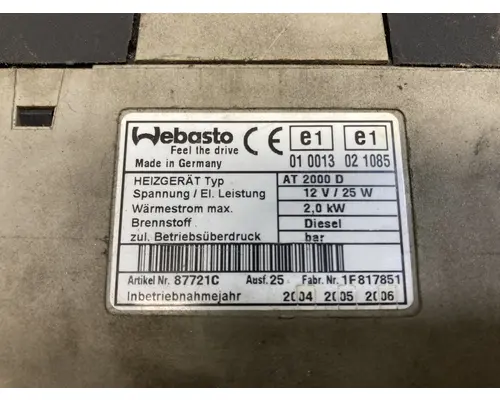 Webasto
Feel the drive
Made in Germany
CE e1 e1
01 0013 02 1085
HEIZGERÄT Typ AT 2000 D
Spannung / El. Leistung 12 V / 25 W
Wärmestrom max. 2,0 kW
Brennstoff Diesel
zul. Betriebsüberdruck bar
Artikel Nr. 87721C Ausf. 25 Fabr. Nr. 1F817851
Inbetriebnahmejahr 2004 2005 2006